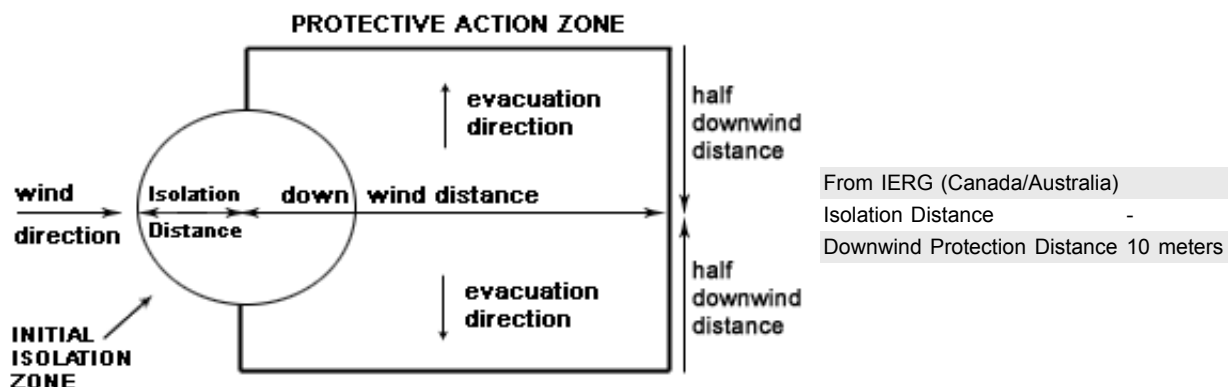 PROTECTIVE ACTION ZONE
evacuation
direction
half
downwind
distance
wind
direction
Isolation
Distance
down wind distance
From IERG (Canada/Australia)
Isolation Distance -
Downwind Protection Distance 10 meters
evacuation
direction
half
downwind
distance
INITIAL
ISOLATION
ZONE